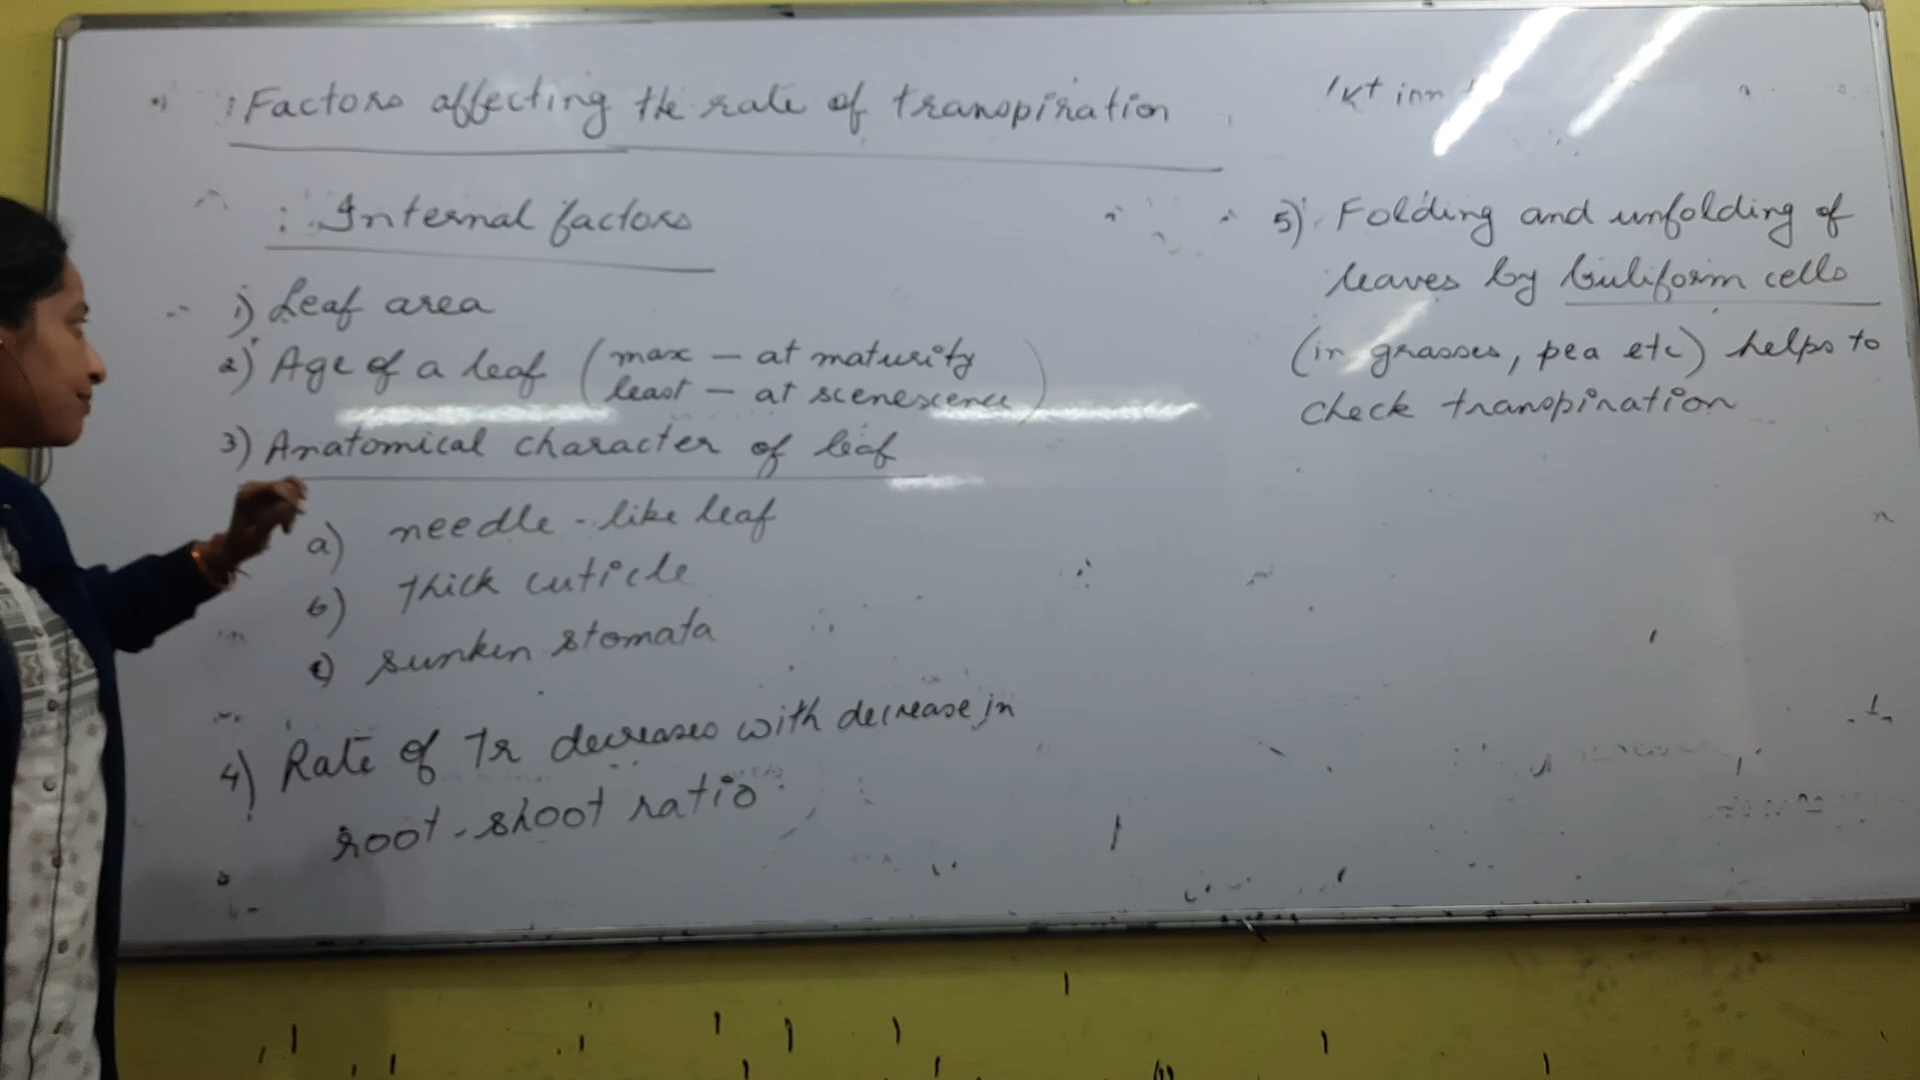 Factors affecting the rate of transpiration
: Internal factors
1) Leaf area
2) Age of a leaf (max – at maturity
least – at scenescence)
3) Anatomical character of leaf
a) needle - like leaf
b) Thick cuticle
c) sunken stomata
4) Rate of Tr decreases with decrease in
root - shoot ratio
5) Folding and unfolding of
leaves by buliform cells
(in grasses, pea etc) helps to
check transpiration